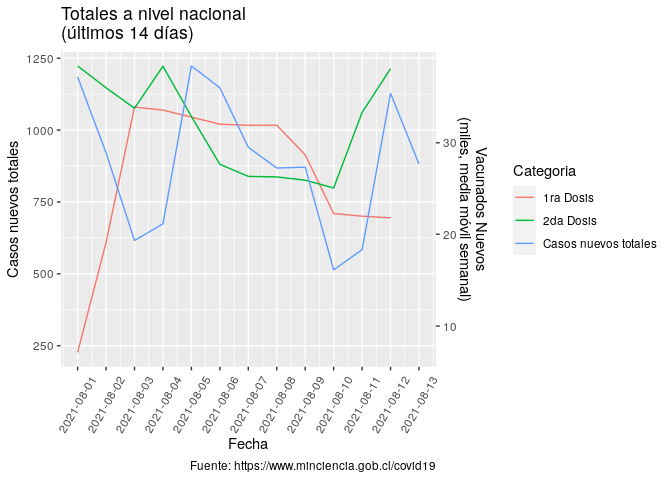 Totales a nivel nacional
(últimos 14 días)
Casos nuevos totales
1250
1000
750
500
250
30
20
10
Vacunados Nuevos
(miles, media móvil semanal)
2021-08-01
2021-08-02
2021-08-03
2021-08-04
2021-08-05
2021-08-06
2021-08-07
2021-08-08
2021-08-09
2021-08-10
2021-08-11
2021-08-12
2021-08-13
Fecha
Categoria
1ra Dosis
2da Dosis
Casos nuevos totales
Fuente: https://www.minciencia.gob.cl/covid19